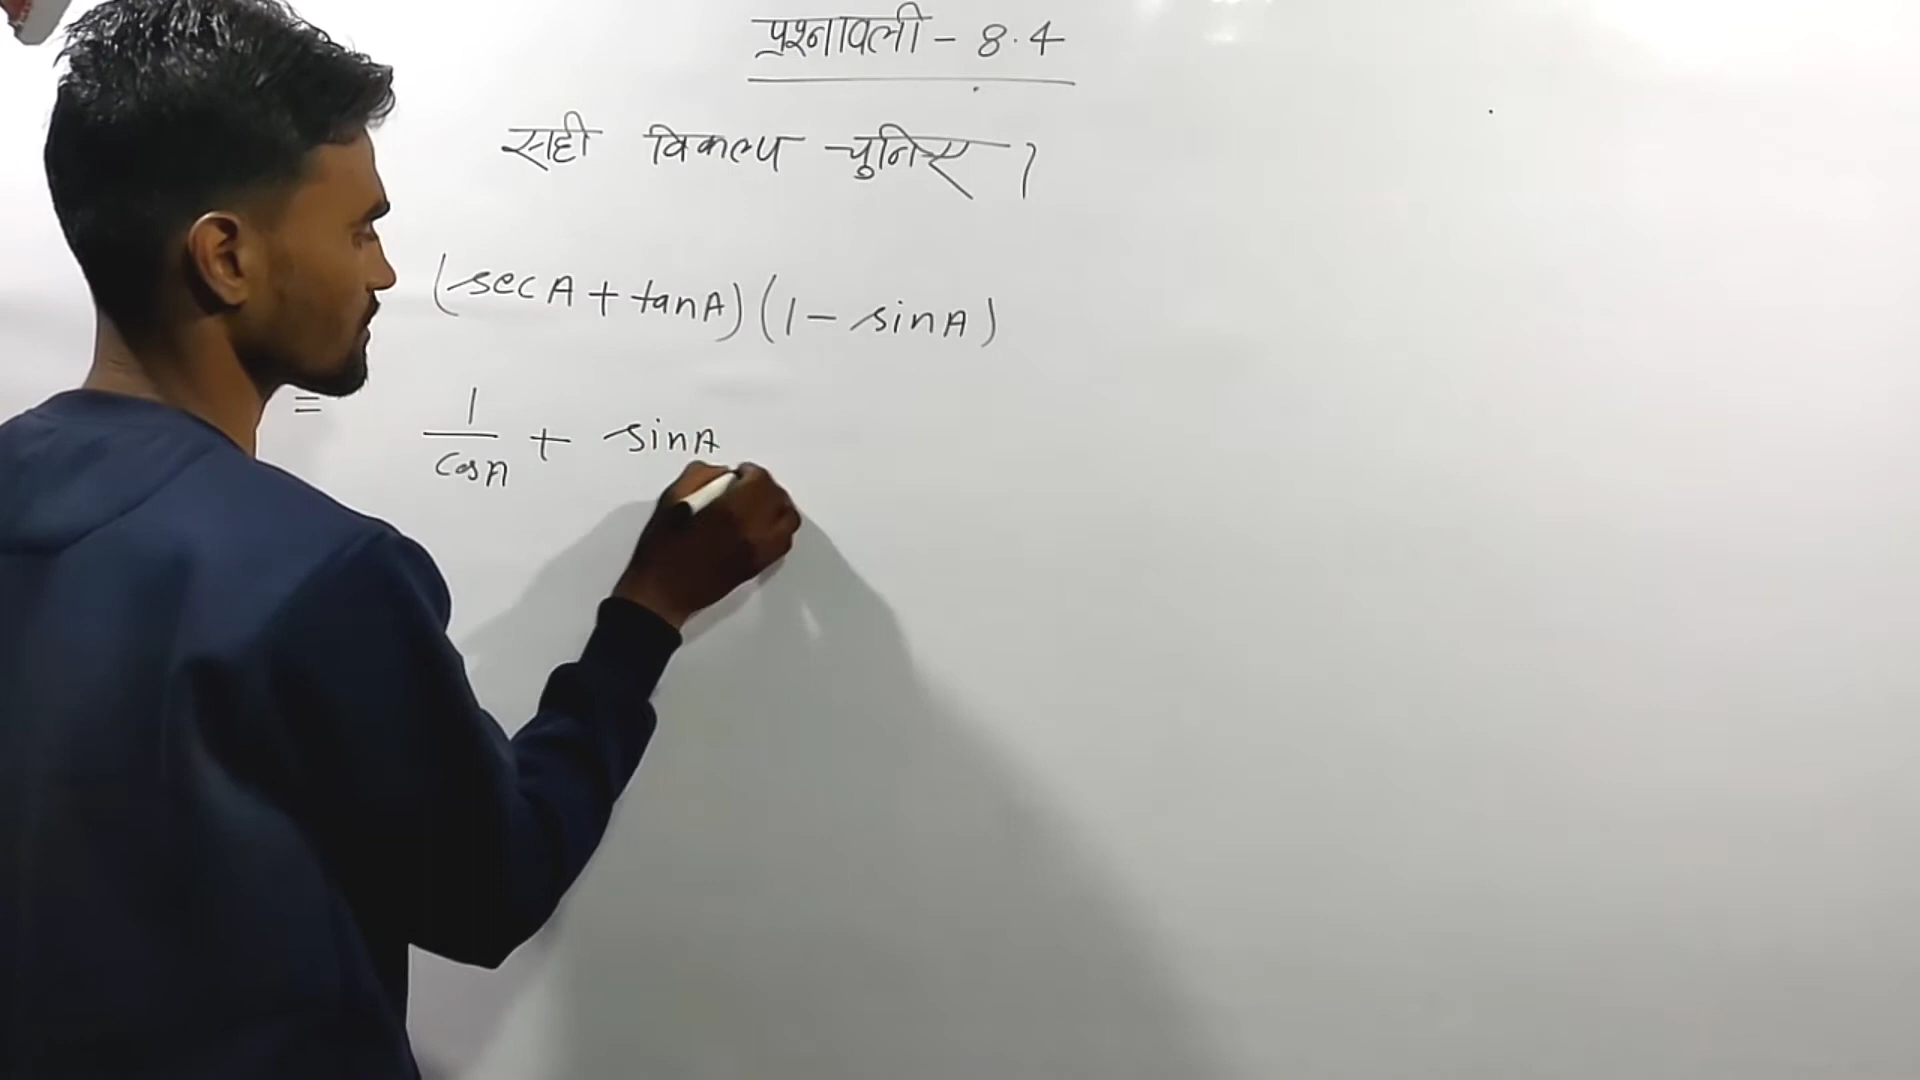 प्रश्नावली - 8.4
सही विकल्प चुनिए ।
(secA + tanA)(1 - sinA)
= 1/cosA + sinA